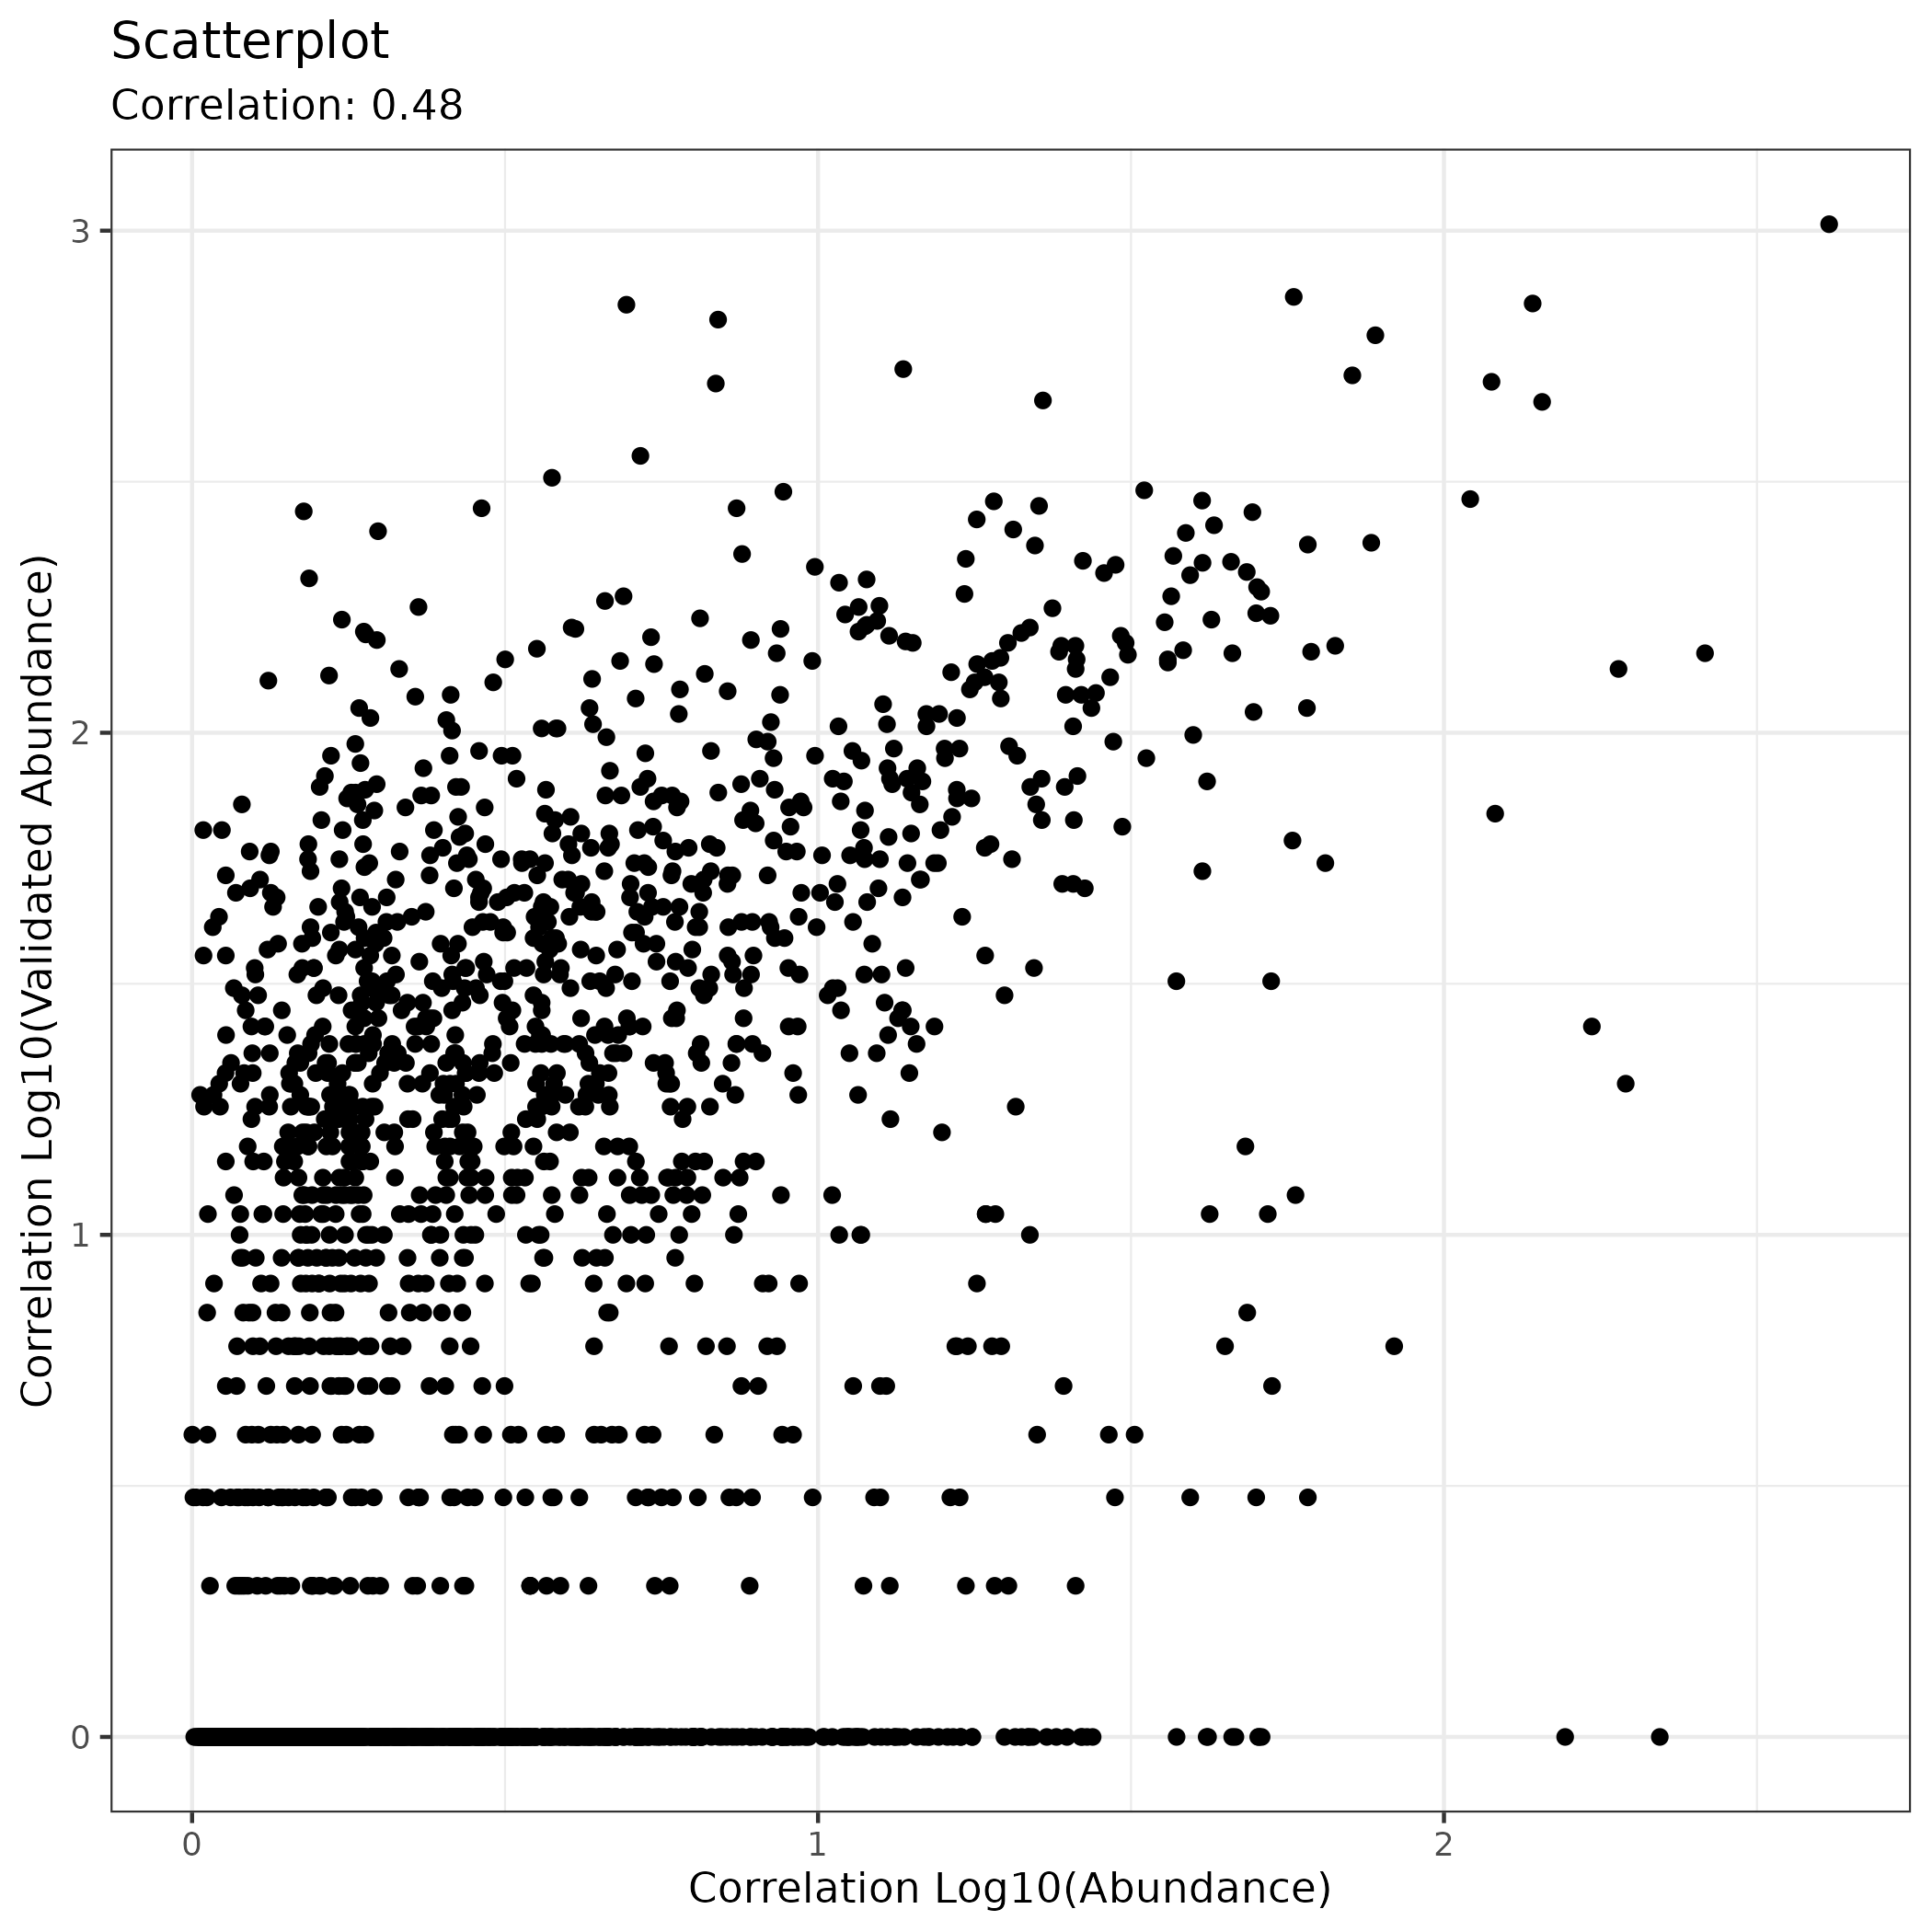 Scatterplot
Correlation: 0.48
Correlation Log10(Validated Abundance)
3
2
1
0
0 1 2
Correlation Log10(Abundance)